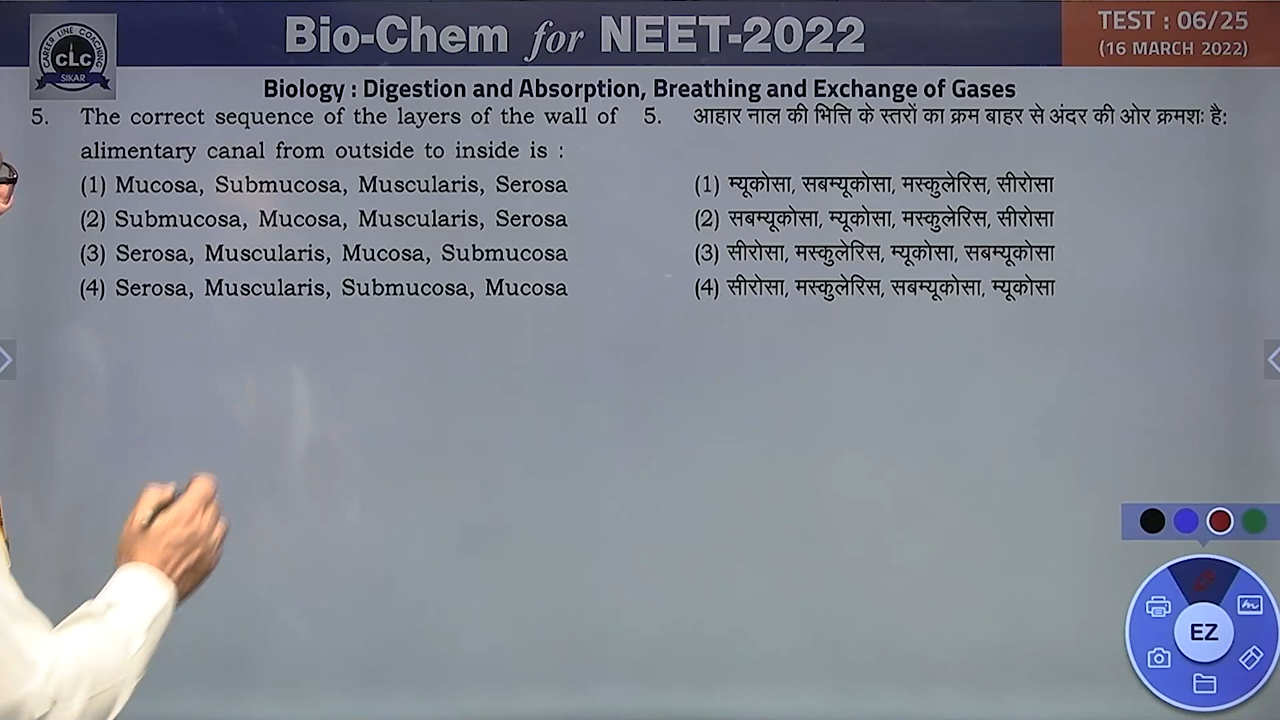 Bio-Chem for NEET-2022
TEST : 06/25
(16 MARCH 2022)
CAREER LINE COACHING
CLC
SIKAR
Biology : Digestion and Absorption, Breathing and Exchange of Gases
5. The correct sequence of the layers of the wall of
alimentary canal from outside to inside is :
(1) Mucosa, Submucosa, Muscularis, Serosa
(2) Submucosa, Mucosa, Muscularis, Serosa
(3) Serosa, Muscularis, Mucosa, Submucosa
(4) Serosa, Muscularis, Submucosa, Mucosa
5. आहार नाल की भित्ति के स्तरों का क्रम बाहर से अंदर की ओर क्रमशः है:
(1) म्यूकोसा, सबम्यूकोसा, मस्कुलेरिस, सीरोसा
(2) सबम्यूकोसा, म्यूकोसा, मस्कुलेरिस, सीरोसा
(3) सीरोसा, मस्कुलेरिस, म्यूकोसा, सबम्यूकोसा
(4) सीरोसा, मस्कुलेरिस, सबम्यूकोसा, म्यूकोसा
EZ